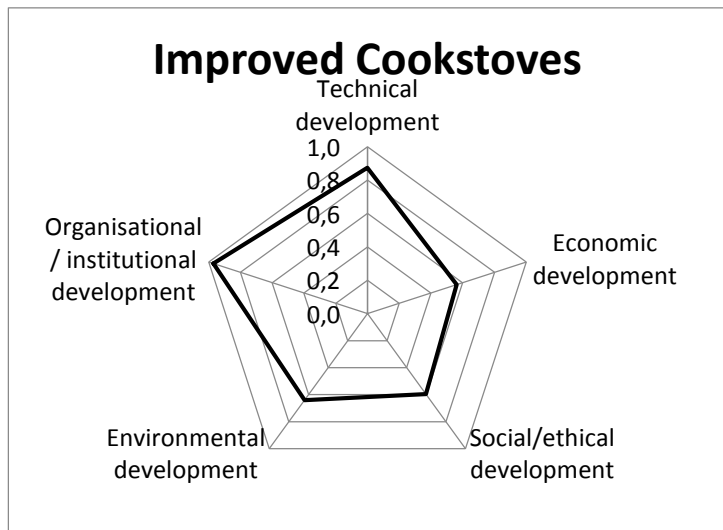 Improved Cookstoves
Technical
development
1,0
0,8
0,6
0,4
0,2
0,0
Economic
development
Social/ethical
development
Environmental
development
Organisational
/ institutional
development